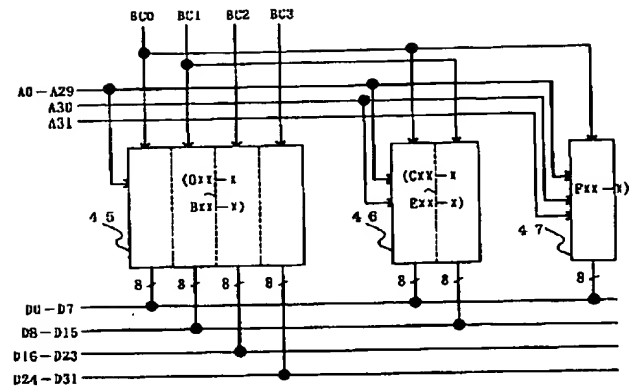 BC0 BC1 BC2 BC3
A0-A29
A30
A31
(0xx-x
~
Bxx-x)
(Cxx-x
~
Exx-x)
Fxx-x)
45
46
47
8 8 8 8 8 8 8
D0-D7
D8-D15
D16-D23
D24-D31